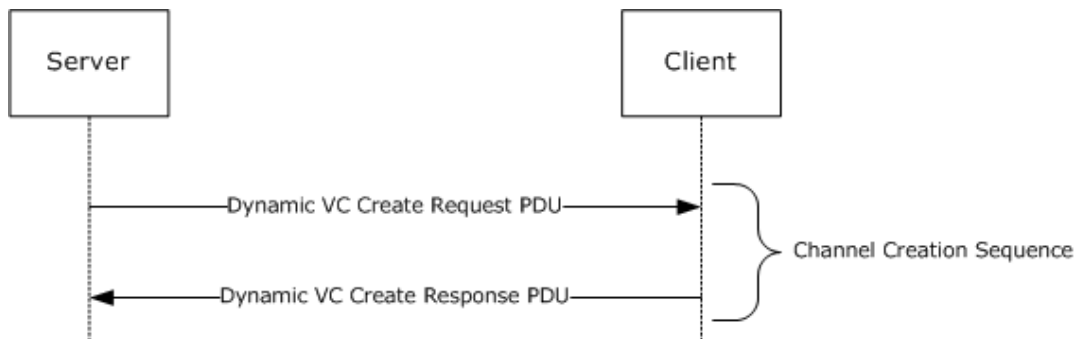 Server
Client
Dynamic VC Create Request PDU
Channel Creation Sequence
Dynamic VC Create Response PDU